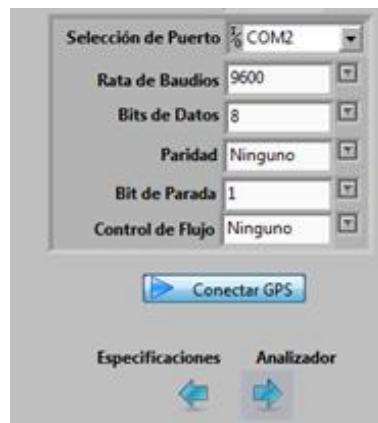 Selección de Puerto I/O COM2
Rata de Baudios 9600
Bits de Datos 8
Paridad Ninguno
Bit de Parada 1
Control de Flujo Ninguno
Conectar GPS
Especificaciones Analizador